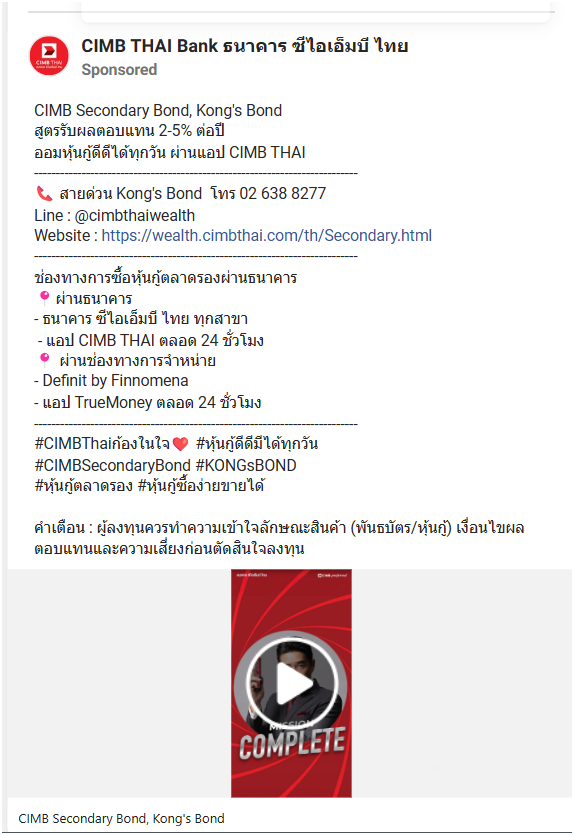 CIMB THAI Bank ธนาคาร ซีไอเอ็มบี ไทย
Sponsored
CIMB THAI
CIMB Secondary Bond, Kong's Bond
สูตรรับผลตอบแทน 2-5% ต่อปี
ออมหุ้นกู้ดีดีได้ทุกวัน ผ่านแอป CIMB THAI
--------------------------------------------------------------------------
📞 สายด่วน Kong's Bond โทร 02 638 8277
Line : @cimbthaiwealth
Website : https://wealth.cimbthai.com/th/Secondary.html
--------------------------------------------------------------------------
ช่องทางการซื้อหุ้นกู้ตลาดรองผ่านธนาคาร
📍 ผ่านธนาคาร
- ธนาคาร ซีไอเอ็มบี ไทย ทุกสาขา
- แอป CIMB THAI ตลอด 24 ชั่วโมง
📍 ผ่านช่องทางการจำหน่าย
- Definit by Finnomena
- แอป TrueMoney ตลอด 24 ชั่วโมง
--------------------------------------------------------------------------
#CIMBThaiก้องในใจ❤️ #หุ้นกู้ดีดีมีได้ทุกวัน
#CIMBSecondaryBond #KONGsBOND
#หุ้นกู้ตลาดรอง #หุ้นกู้ซื้อง่ายขายได้
คำเตือน : ผู้ลงทุนควรทำความเข้าใจลักษณะสินค้า (พันธบัตร/หุ้นกู้) เงื่อนไขผล
ตอบแทนและความเสี่ยงก่อนตัดสินใจลงทุน
MISSION
COMPLETE
CIMB Secondary Bond, Kong's Bond